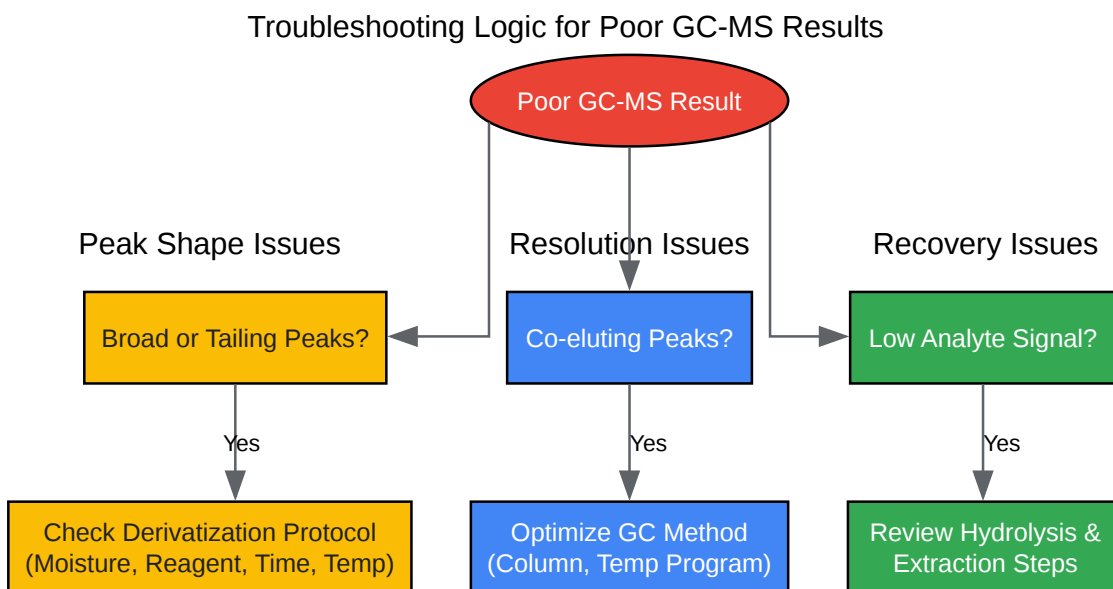 Troubleshooting Logic for Poor GC-MS Results
Poor GC-MS Result
Peak Shape Issues
Resolution Issues
Recovery Issues
Broad or Tailing Peaks?
Co-eluting Peaks?
Low Analyte Signal?
Yes
Yes
Yes
Check Derivatization Protocol
(Moisture, Reagent, Time, Temp)
Optimize GC Method
(Column, Temp Program)
Review Hydrolysis &
Extraction Steps